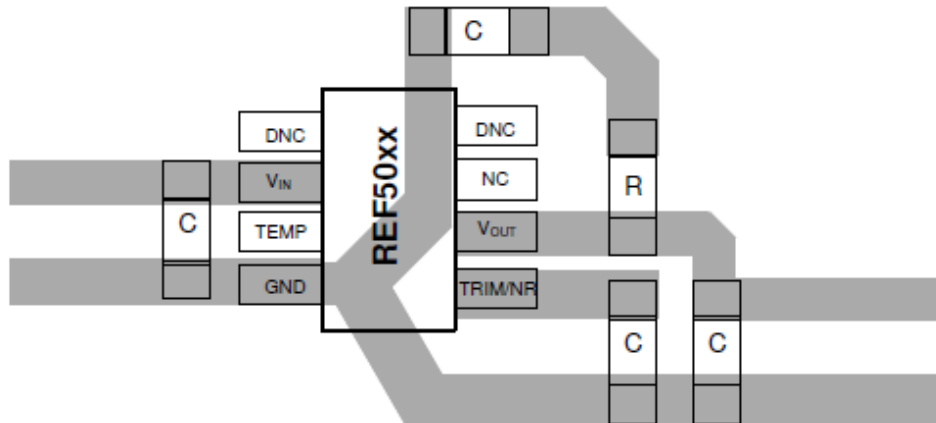 C
DNC
DNC
VIN
NC
R
C
REF50xx
TEMP
VOUT
GND
TRIM/NR
C
C